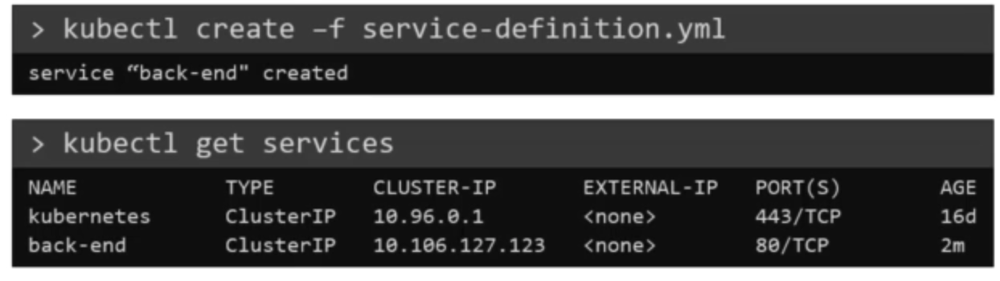 > kubectl create –f service-definition.yml
service “back-end" created
> kubectl get services
NAME TYPE CLUSTER-IP EXTERNAL-IP PORT(S) AGE
kubernetes ClusterIP 10.96.0.1 <none> 443/TCP 16d
back-end ClusterIP 10.106.127.123 <none> 80/TCP 2m